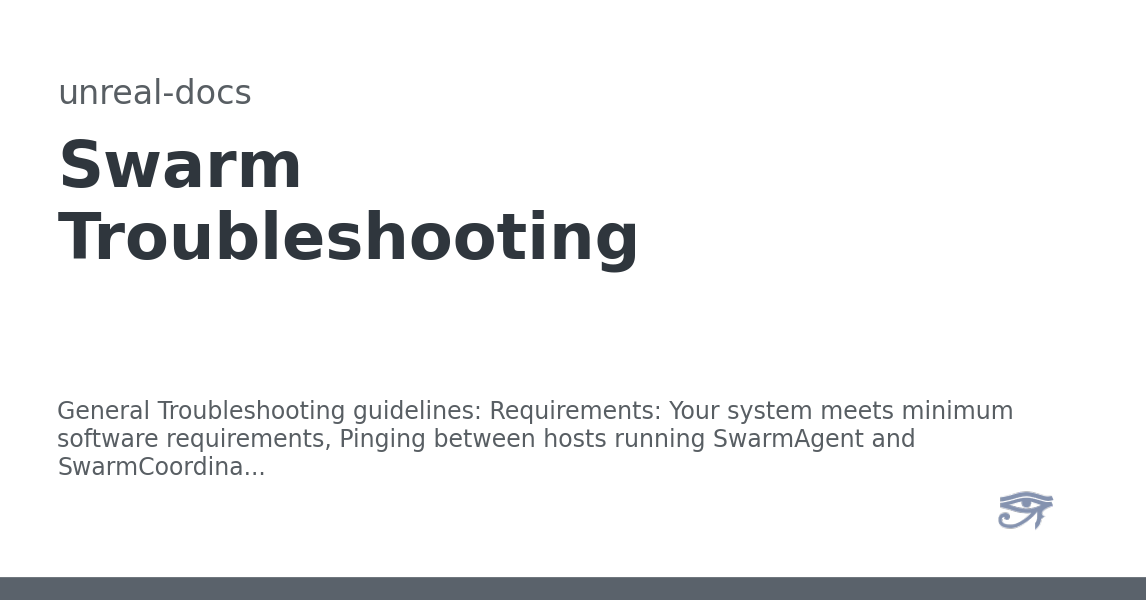 unreal-docs
Swarm
Troubleshooting
General Troubleshooting guidelines: Requirements: Your system meets minimum
software requirements, Pinging between hosts running SwarmAgent and
SwarmCoordina...